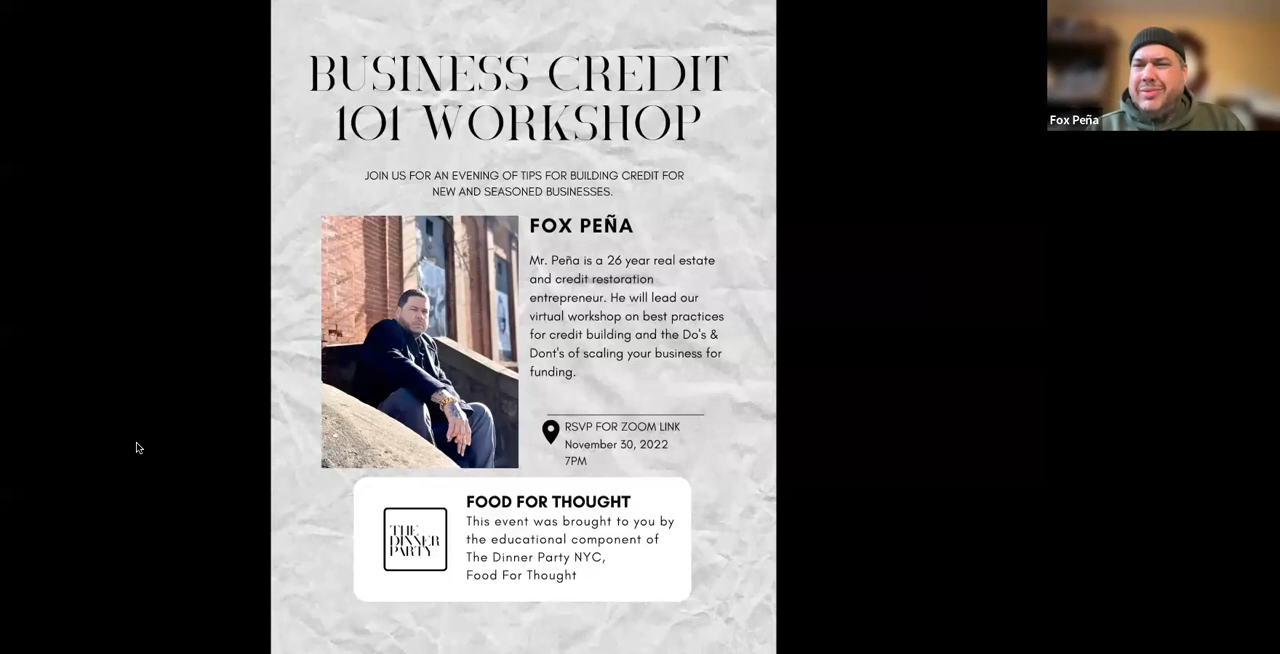 BUSINESS CREDIT
101 WORKSHOP
JOIN US FOR AN EVENING OF TIPS FOR BUILDING CREDIT FOR
NEW AND SEASONED BUSINESSES.
FOX PEÑA
Mr. Peña is a 26 year real estate
and credit restoration
entrepreneur. He will lead our
virtual workshop on best practices
for credit building and the Do's &
Dont's of scaling your business for
funding.
RSVP FOR ZOOM LINK
November 30, 2022
7PM
FOOD FOR THOUGHT
This event was brought to you by
the educational component of
The Dinner Party NYC,
Food For Thought
THE
DINNER
PARTY
Fox Peña